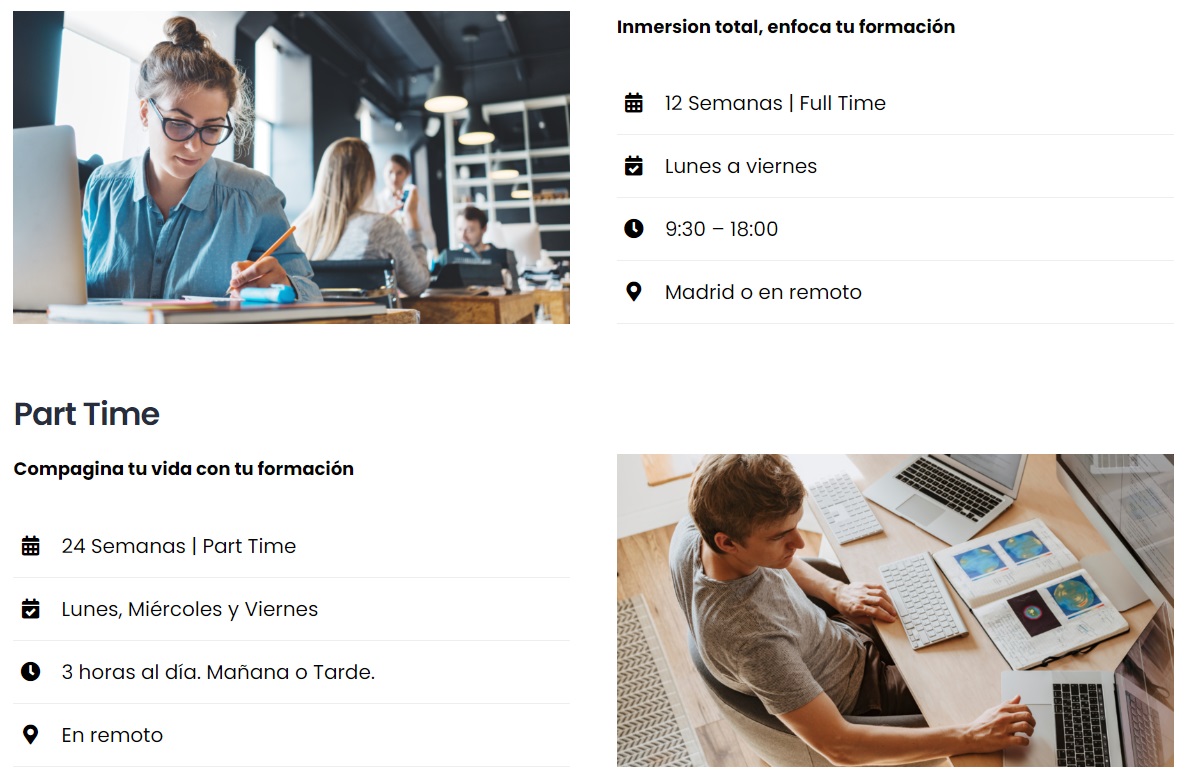 Inmersion total, enfoca tu formación
12 Semanas | Full Time
Lunes a viernes
9:30 – 18:00
Madrid o en remoto
Part Time
Compagina tu vida con tu formación
24 Semanas | Part Time
Lunes, Miércoles y Viernes
3 horas al día. Mañana o Tarde.
En remoto